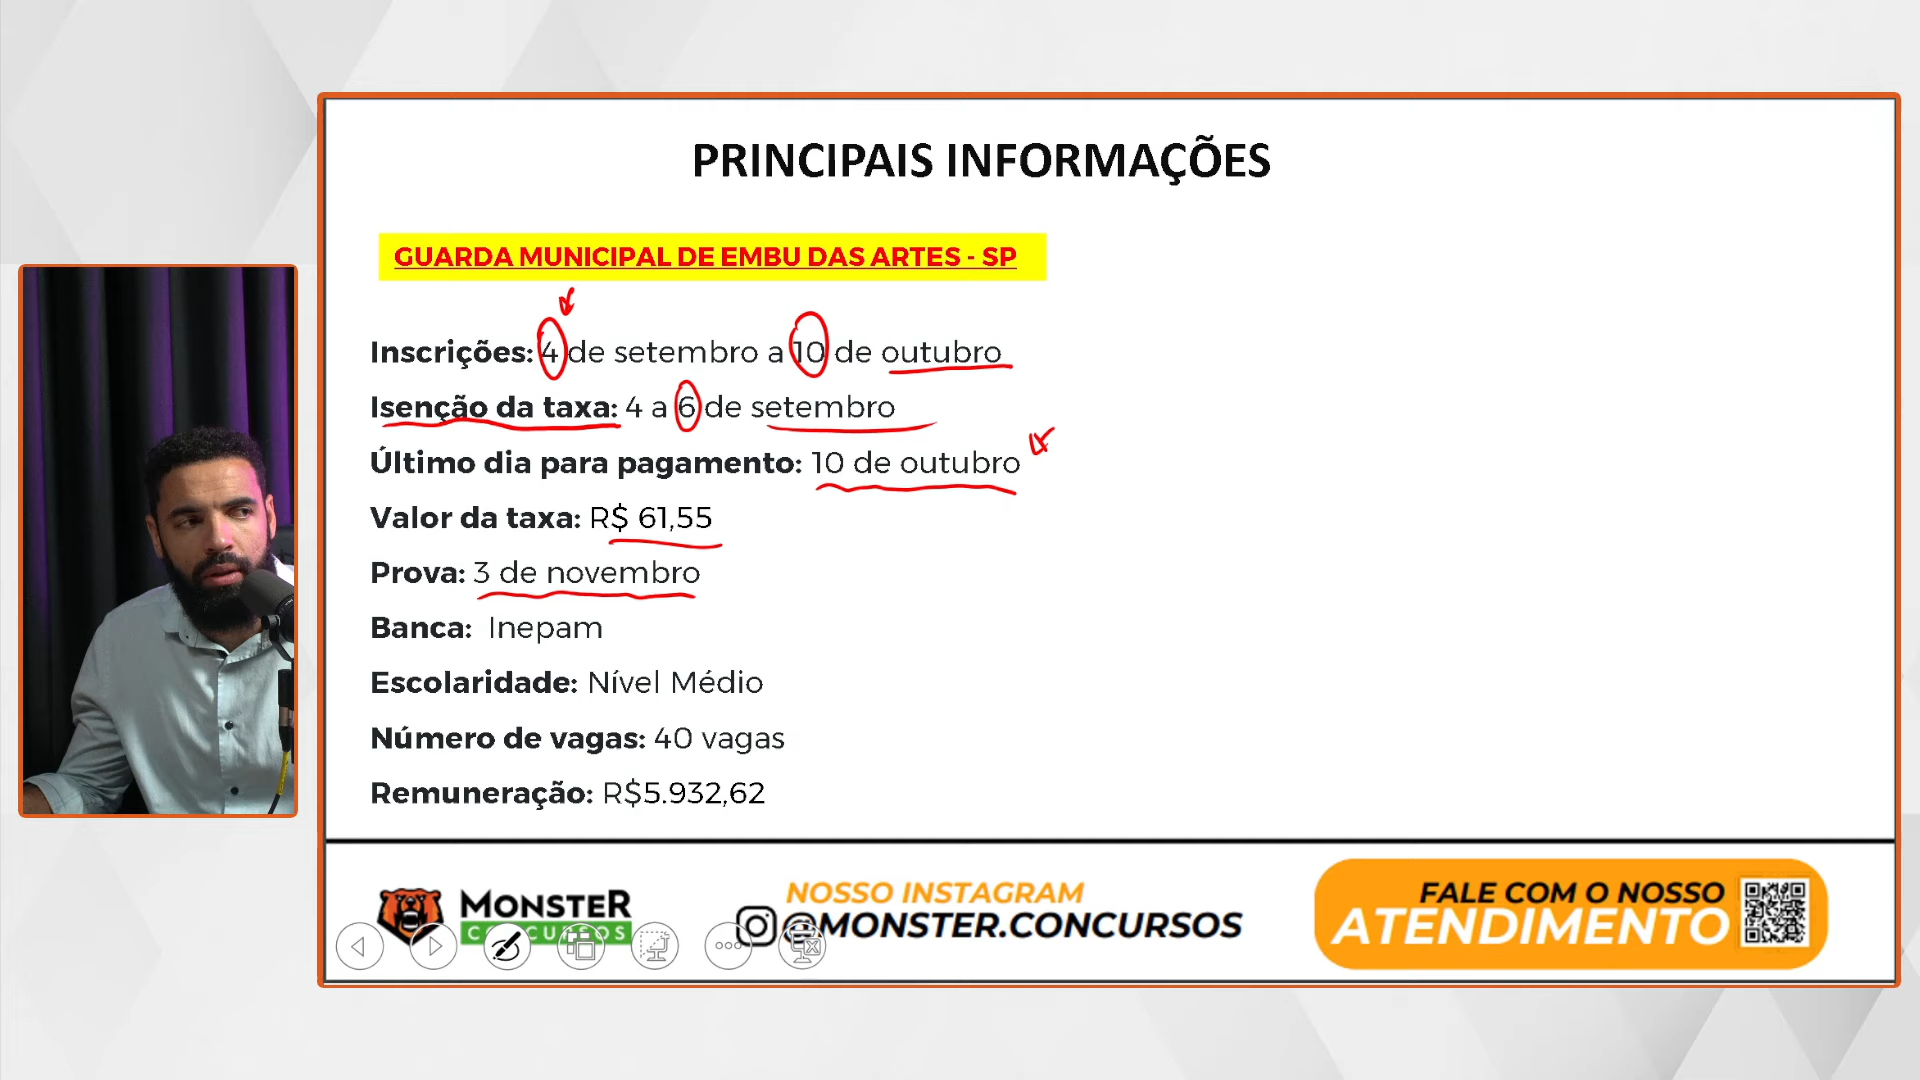 PRINCIPAIS INFORMAÇÕES
GUARDA MUNICIPAL DE EMBU DAS ARTES - SP
Inscrições: 4 de setembro a 10 de outubro
Isenção da taxa: 4 a 6 de setembro
Último dia para pagamento: 10 de outubro
Valor da taxa: R$ 61,55
Prova: 3 de novembro
Banca: Inepam
Escolaridade: Nível Médio
Número de vagas: 40 vagas
Remuneração: R$5.932,62
MONSTER
CONCURSOS
NOSSO INSTAGRAM
@MONSTER.CONCURSOS
FALE COM O NOSSO
ATENDIMENTO